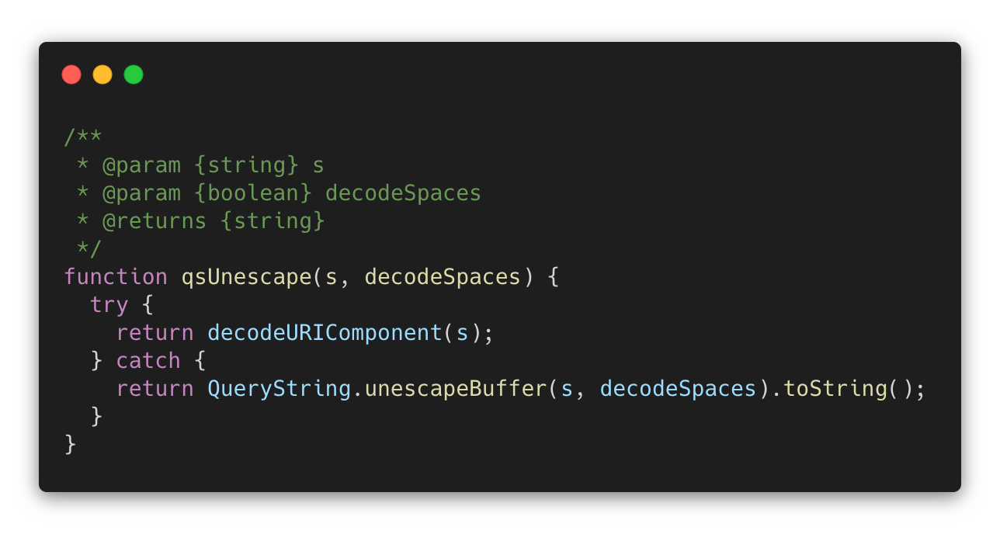 /**
 * @param {string} s
 * @param {boolean} decodeSpaces
 * @returns {string}
 */
function qsUnescape(s, decodeSpaces) {
  try {
    return decodeURIComponent(s);
  } catch {
    return QueryString.unescapeBuffer(s, decodeSpaces).toString();
  }
}